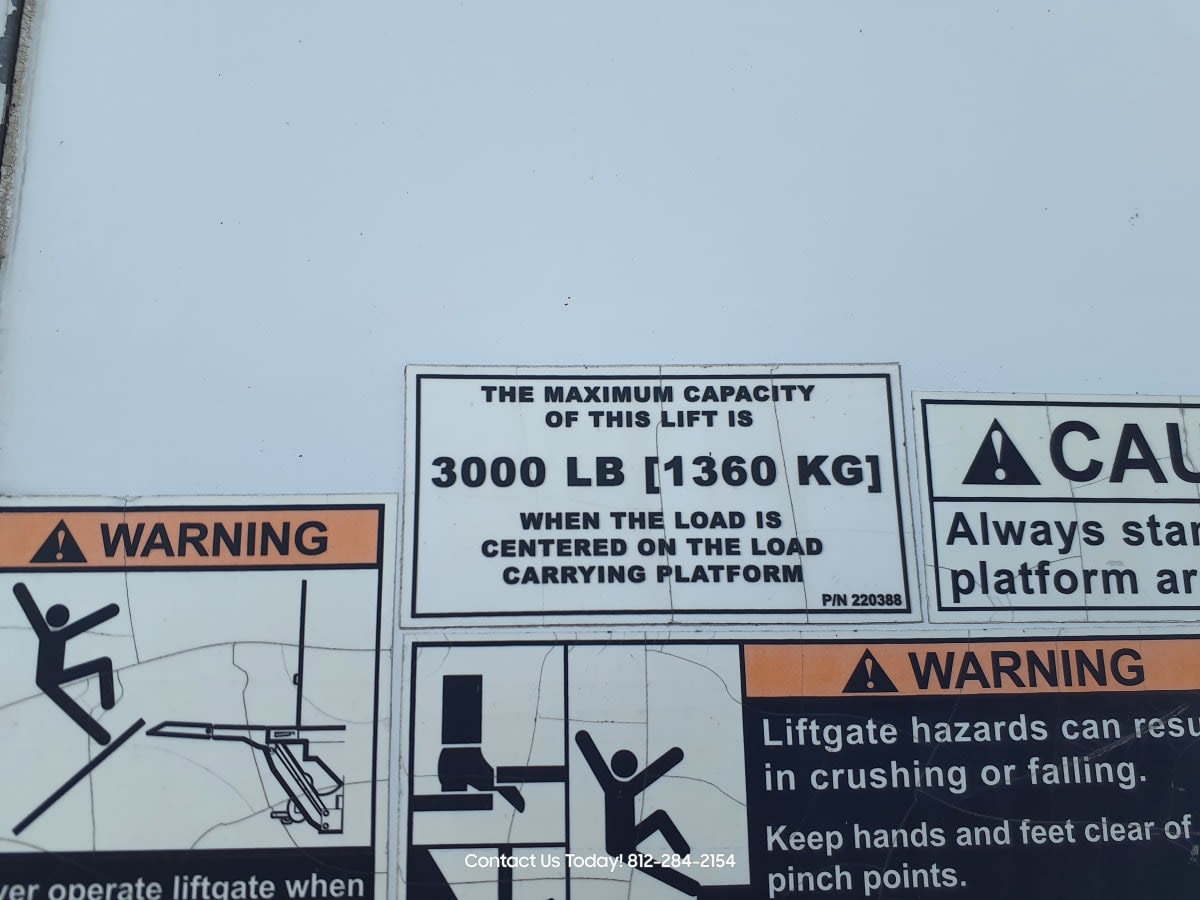 THE MAXIMUM CAPACITY
OF THIS LIFT IS
3000 LB [1360 KG]
WHEN THE LOAD IS
CENTERED ON THE LOAD
CARRYING PLATFORM
P/N 220388
CAU
Always star
platform ar
WARNING
operate liftgate when
WARNING
Liftgate hazards can resu
in crushing or falling.
Keep hands and feet clear of
pinch points.
Contact Us Today! 812-284-2154